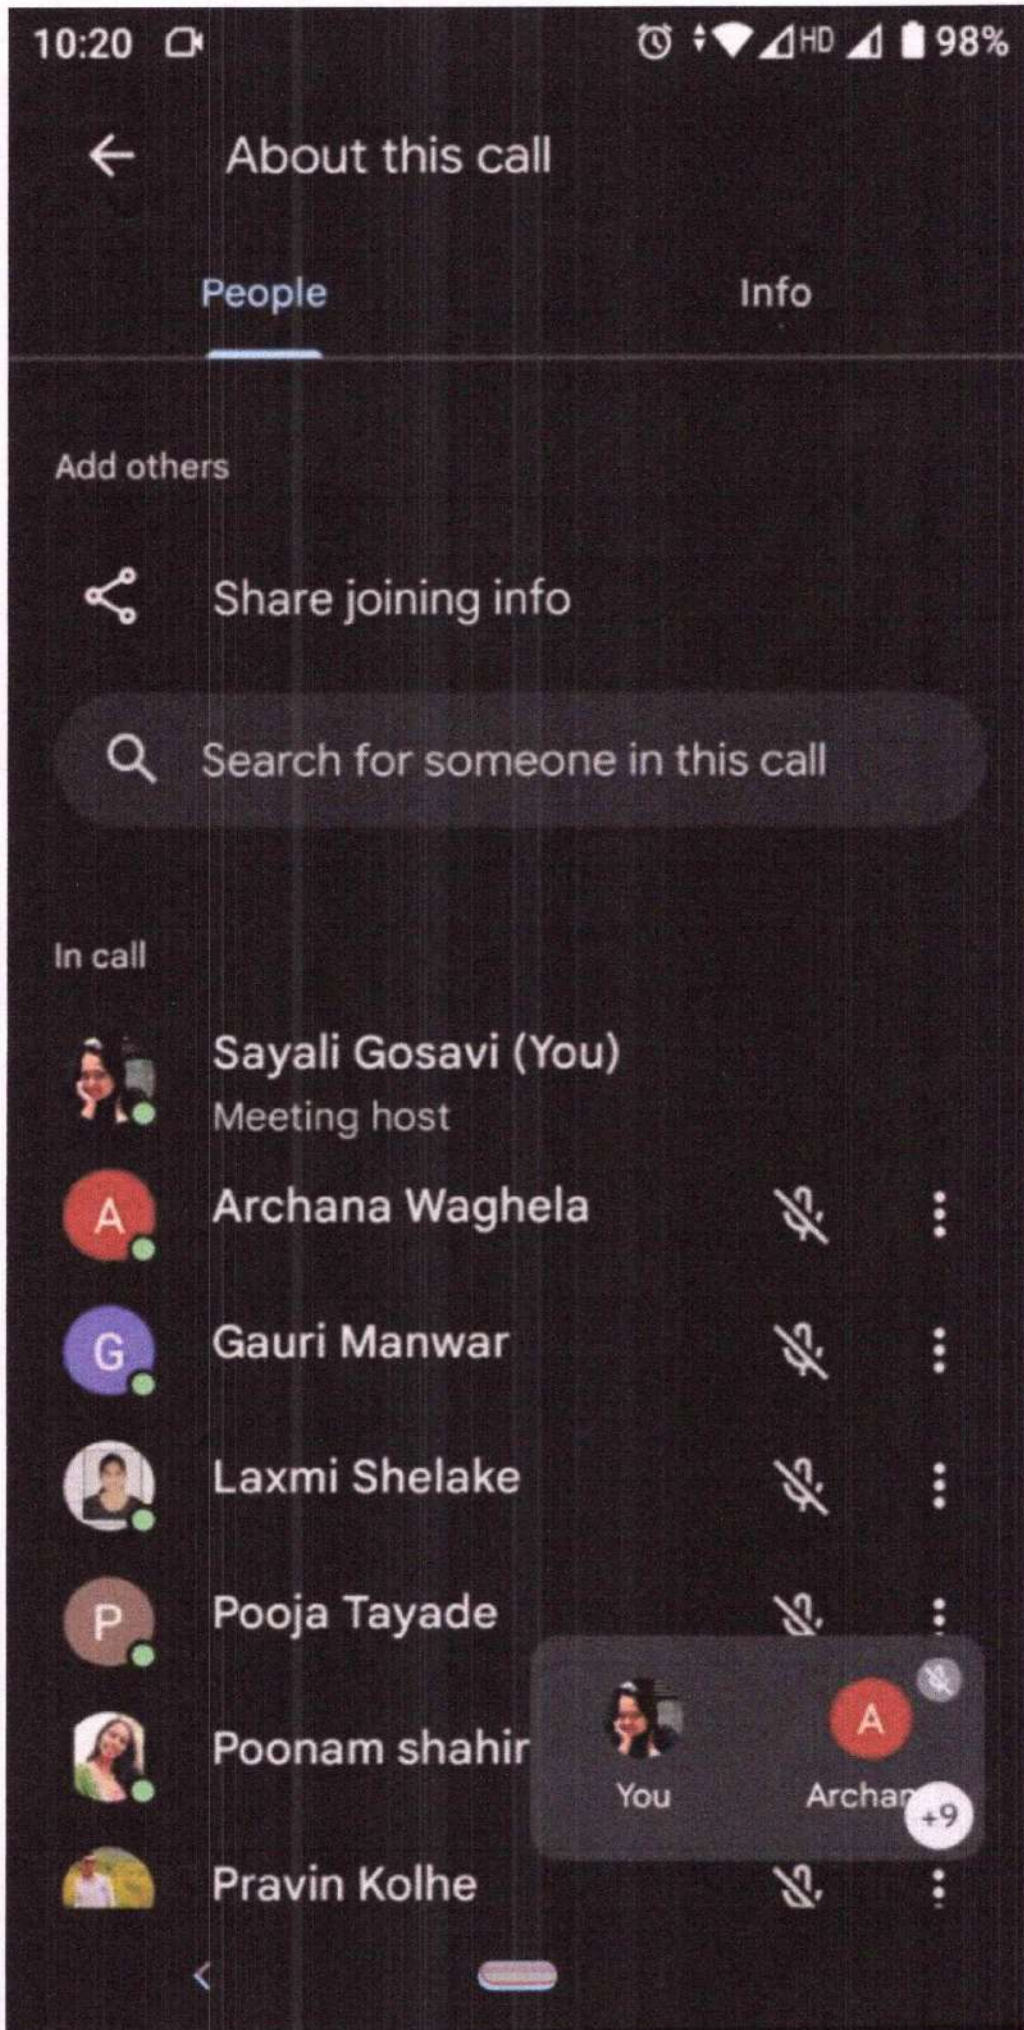 10:20 HD 98%
About this call
People Info
Add others
Share joining info
Search for someone in this call
In call
Sayali Gosavi (You)
Meeting host
A Archana Waghela
G Gauri Manwar
Laxmi Shelake
P Pooja Tayade
Poonam shahir
A
You Archan
+9
Pravin Kolhe